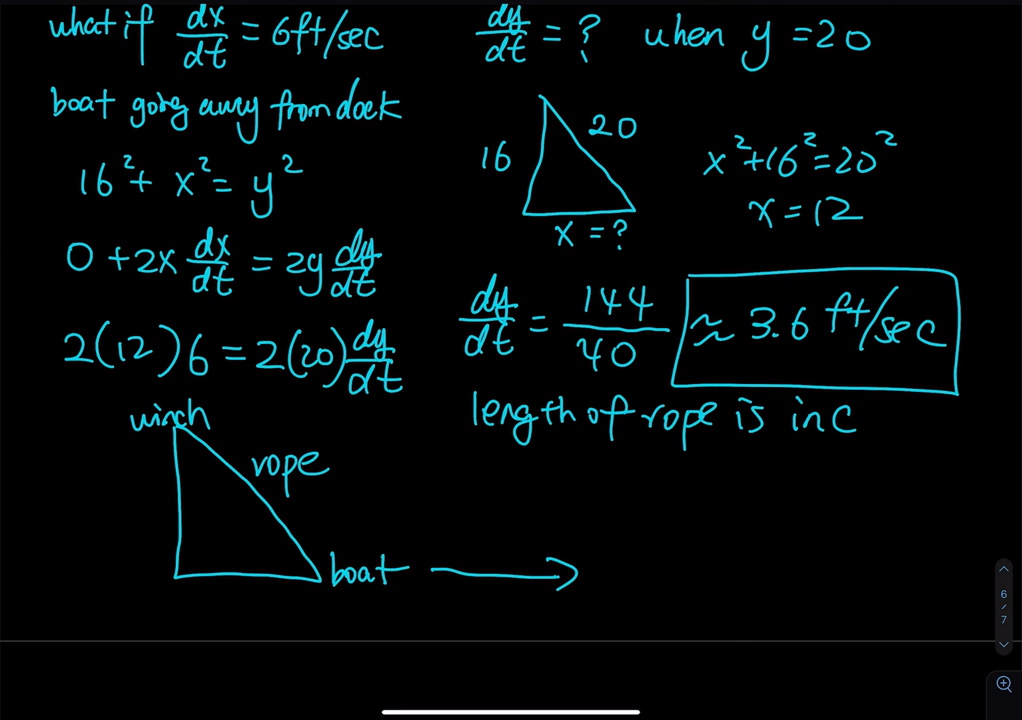 what if dx/dt = 6ft/sec
dy/dt = ? when y = 20
boat going away from dock
16² + x² = y²
16
20
x = ?
x² + 16² = 20²
x = 12
0 + 2x dx/dt = 2y dy/dt
2(12)6 = 2(20) dy/dt
dy/dt = 144/40 ≈ 3.6 ft/sec
length of rope is inc
winch
rope
boat
6
/
7